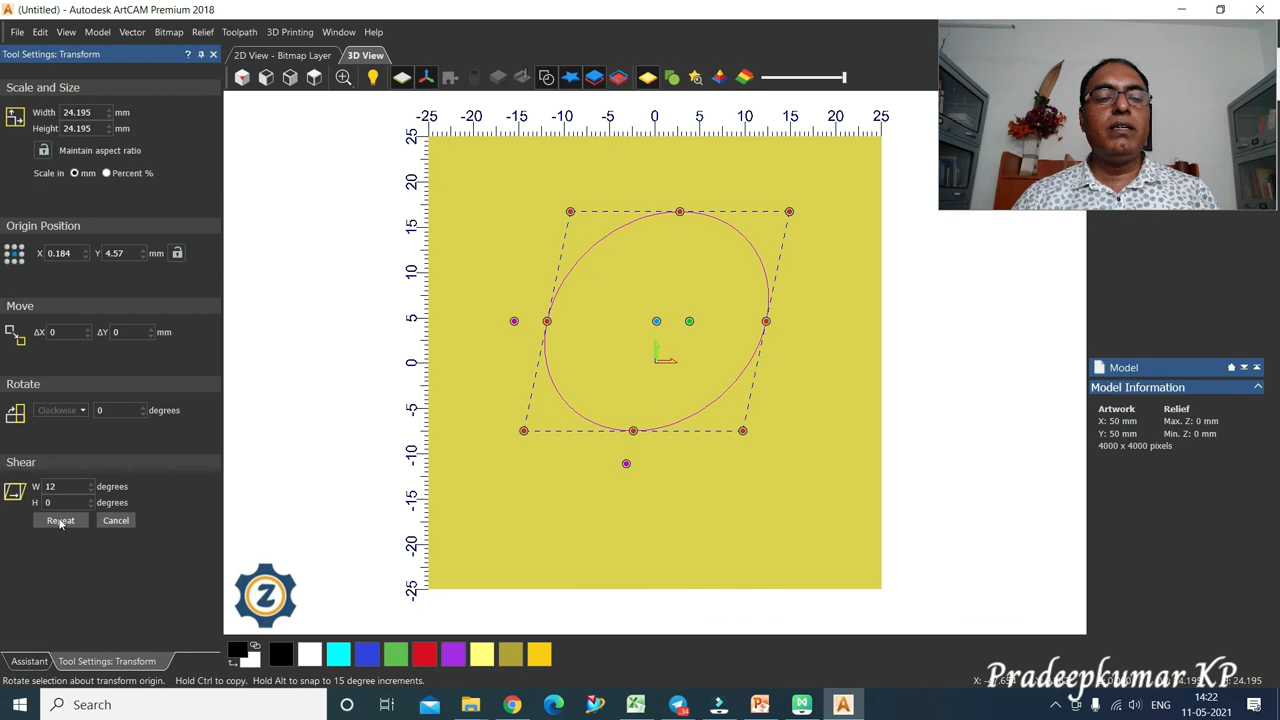 (Untitled) - Autodesk ArtCAM Premium 2018
File Edit View Model Vector Bitmap Relief Toolpath 3D Printing Window Help
Tool Settings: Transform ?
2D View - Bitmap Layer 3D View
Scale and Size
Width 24.195 mm
Height 24.195 mm
Maintain aspect ratio
Scale in mm Percent %
Origin Position
X 0.184 Y 4.57 mm
Move
ΔX 0 ΔY 0 mm
Rotate
Clockwise 0 degrees
Shear
W 12 degrees
H 0 degrees
Repeat Cancel
-25 -20 -15 -10 -5 0 5 10 15 20 25
25
20
15
10
5
0
-5
-10
-15
-20
-25
Model
Model Information
Artwork Relief
X: 50 mm Max. Z: 0 mm
Y: 50 mm Min. Z: 0 mm
4000 x 4000 pixels
Z
Assistant Tool Settings: Transform
Rotate selection about transform origin. Hold Ctrl to copy. Hold Alt to snap to 15 degree increments.
Pradeepkumar KP
Search
34
ENG
14:22
11-05-2021